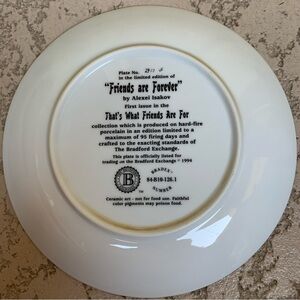 Plate No.
in the limited edition of
"Friends are Forever"
by Alexei Isakov
First issue in the
That's What Friends Are For
collection which is produced on hard-fire
porcelain in an edition limited to a
maximum of 95 firing days and
crafted to the exacting standards of
The Bradford Exchange.
This plate is officially listed for
trading on The Bradford Exchange • 1994
B
BRADEX
84-B10-126.1
NUMBER
Ceramic art - not for food use. Faithful
color pigments may poison food.